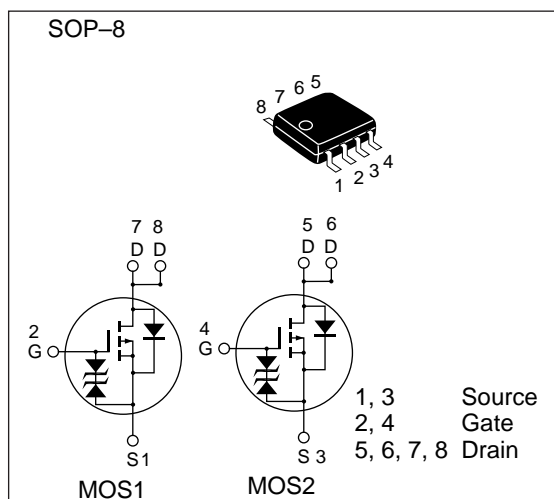 SOP–8
8 7 6 5
1 2 3 4
7 8
D D
5 6
D D
2
G
4
G
S 1
S 3
MOS1
MOS2
1, 3 Source
2, 4 Gate
5, 6, 7, 8 Drain